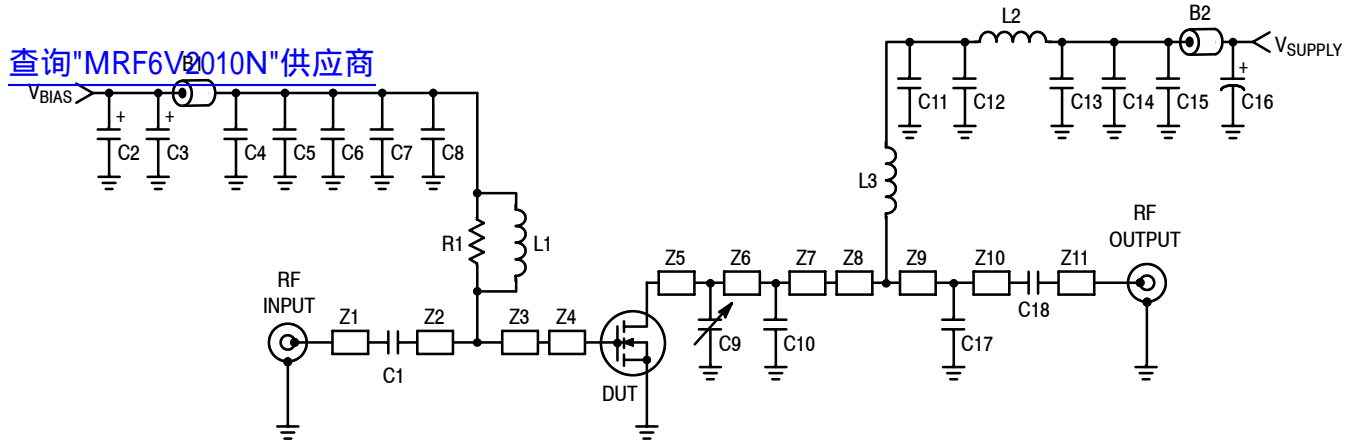 L2
B2
VSUPPLY
查询"MRF6V2010N"供应商
B1
VBIAS
+
+
+
C11
C12
C13
C14
C15
C16
C2
C3
C4
C5
C6
C7
C8
L3
R1
L1
RF
OUTPUT
Z5
Z6
Z7
Z8
Z9
Z10
Z11
RF
INPUT
C18
Z1
Z2
Z3
Z4
C9
C10
C17
C1
DUT